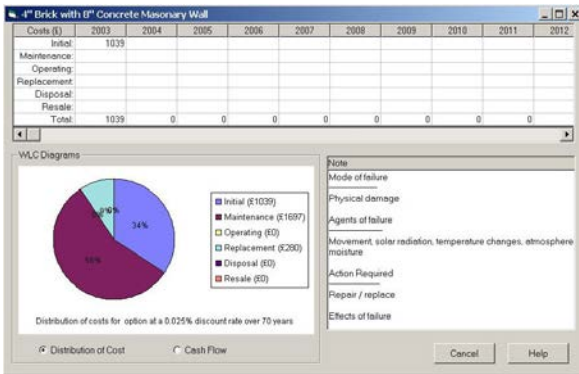 4" Brick with 8" Concrete Masonary Wall
Costs (£) 2003 2004 2005 2006 2007 2008 2009 2010 2011 2012
Initial: 1039
Maintenance:
Operating:
Replacement:
Disposal:
Resale:
Total: 1039 0 0 0 0 0 0 0 0
WLC Diagrams
34%
Initial (£1039)
Maintenance (£1697)
Operating (£0)
Replacement (£280)
Disposal (£0)
Resale (£0)
Distribution of costs for option at a 0.025% discount rate over 70 years
Distribution of Cost
Cash Flow
Note
Mode of failure
Physical damage
Agents of failure
Movement, solar radiation, temperature changes, atmosphere
moisture
Action Required
Repair / replace
Effects of failure
Cancel
Help